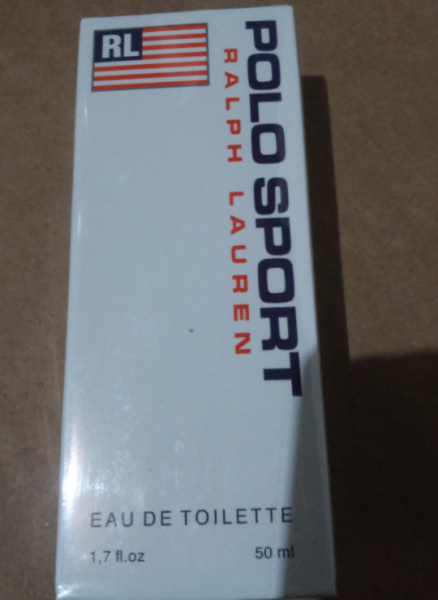 RL
POLO SPORT
RALPH LAUREN
EAU DE TOILETTE
1,7 fl.oz 50 ml